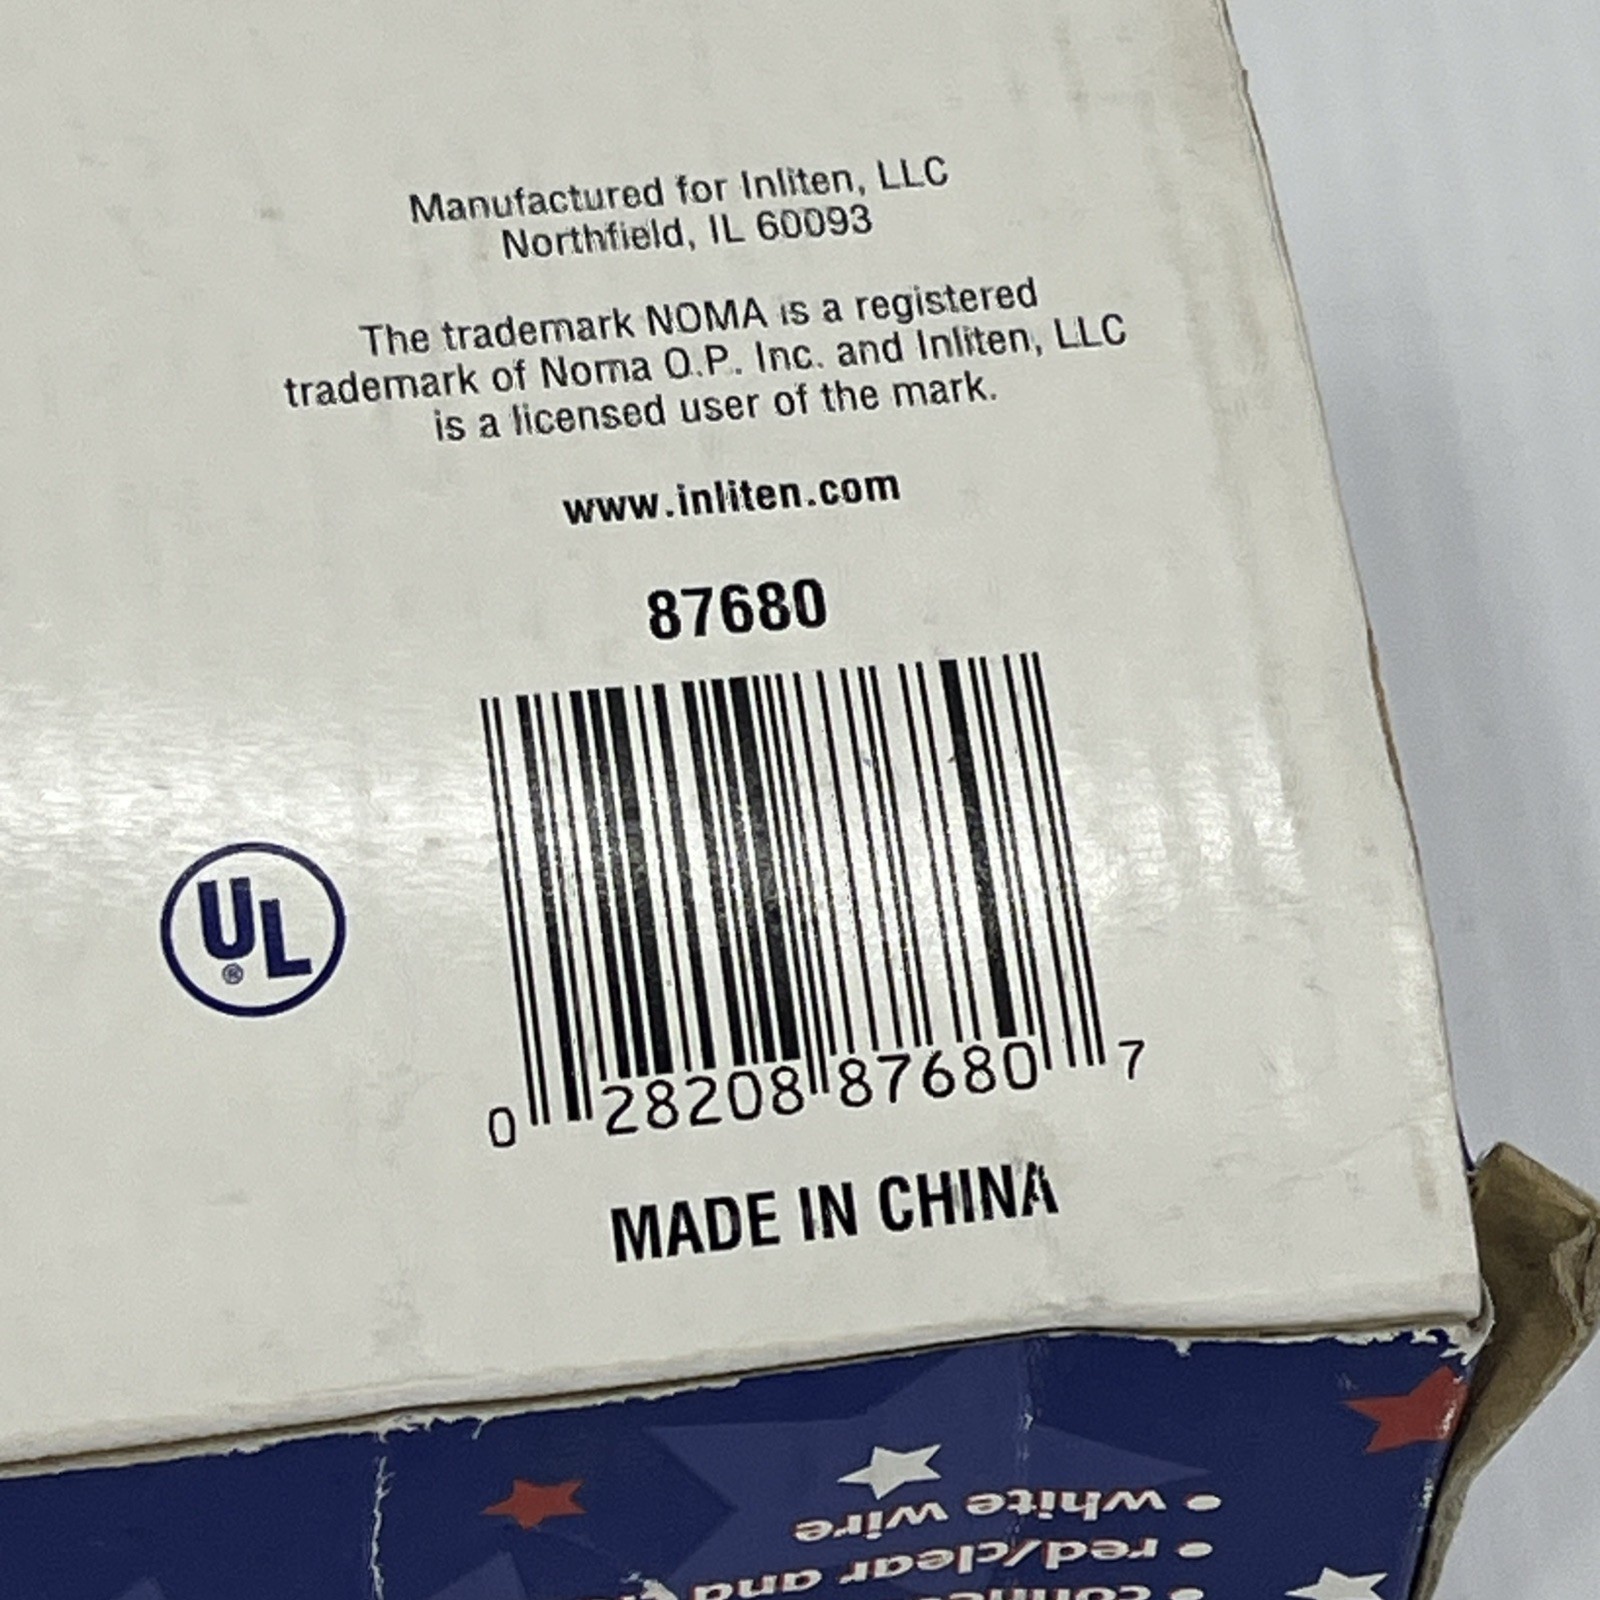 Manufactured for Inliten, LLC
Northfield, IL 60093
The trademark NOMA is a registered
trademark of Noma O.P. Inc. and Inliten, LLC
is a licensed user of the mark.
www.inliten.com
87680
UL®
0 28208 87680 7
MADE IN CHINA
• white wire
• red/clear and